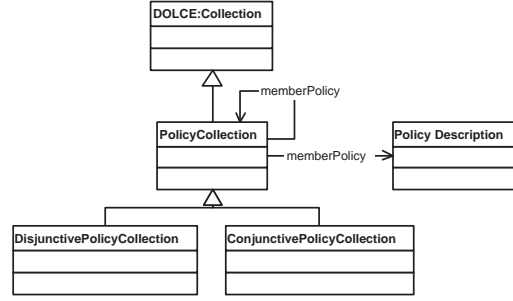 DOLCE:Collection
memberPolicy
PolicyCollection
Policy Description
memberPolicy
DisjunctivePolicyCollection
ConjunctivePolicyCollection